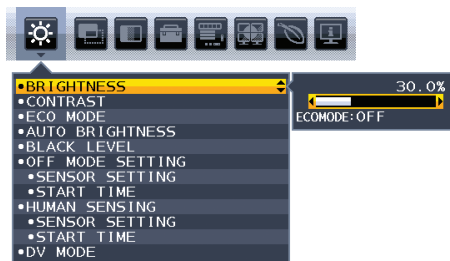 •BRIGHTNESS
•CONTRAST
•ECO MODE
•AUTO BRIGHTNESS
•BLACK LEVEL
•OFF MODE SETTING
•SENSOR SETTING
•START TIME
•HUMAN SENSING
•SENSOR SETTING
•START TIME
•DV MODE
30.0%
ECOMODE:OFF